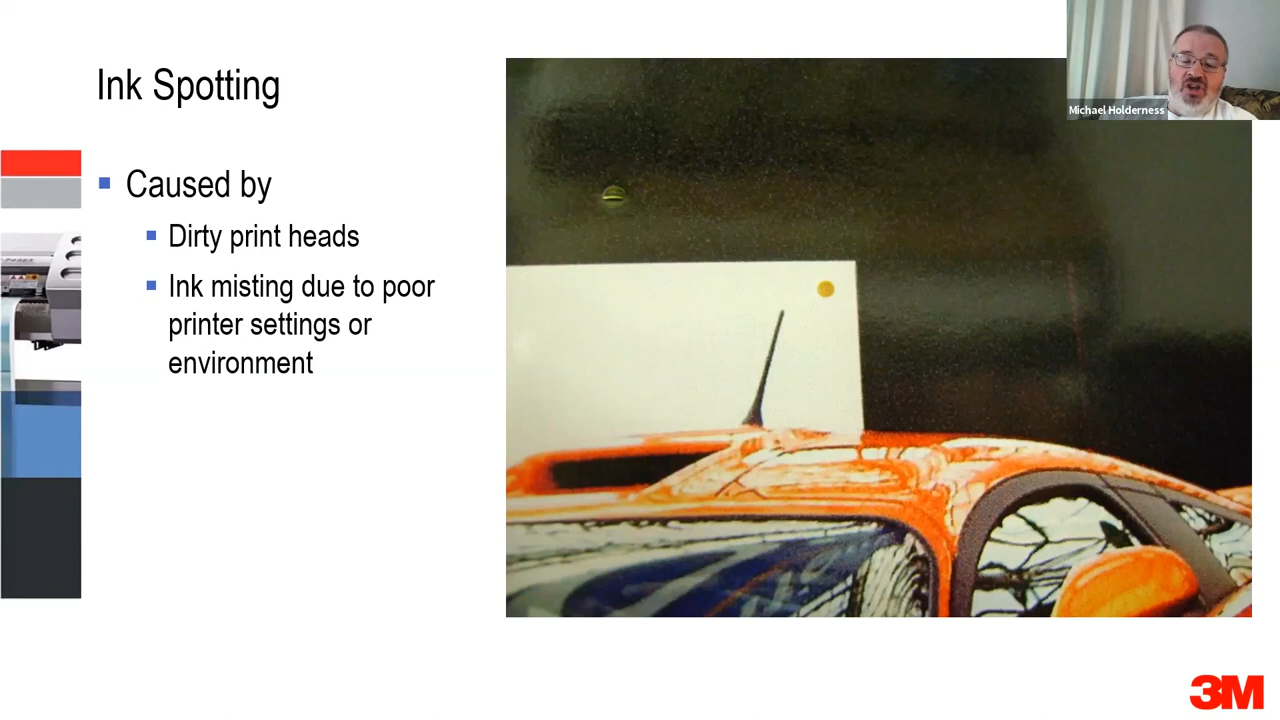 Ink Spotting
Michael Holderness
Caused by
Dirty print heads
Ink misting due to poor
printer settings or
environment
3M